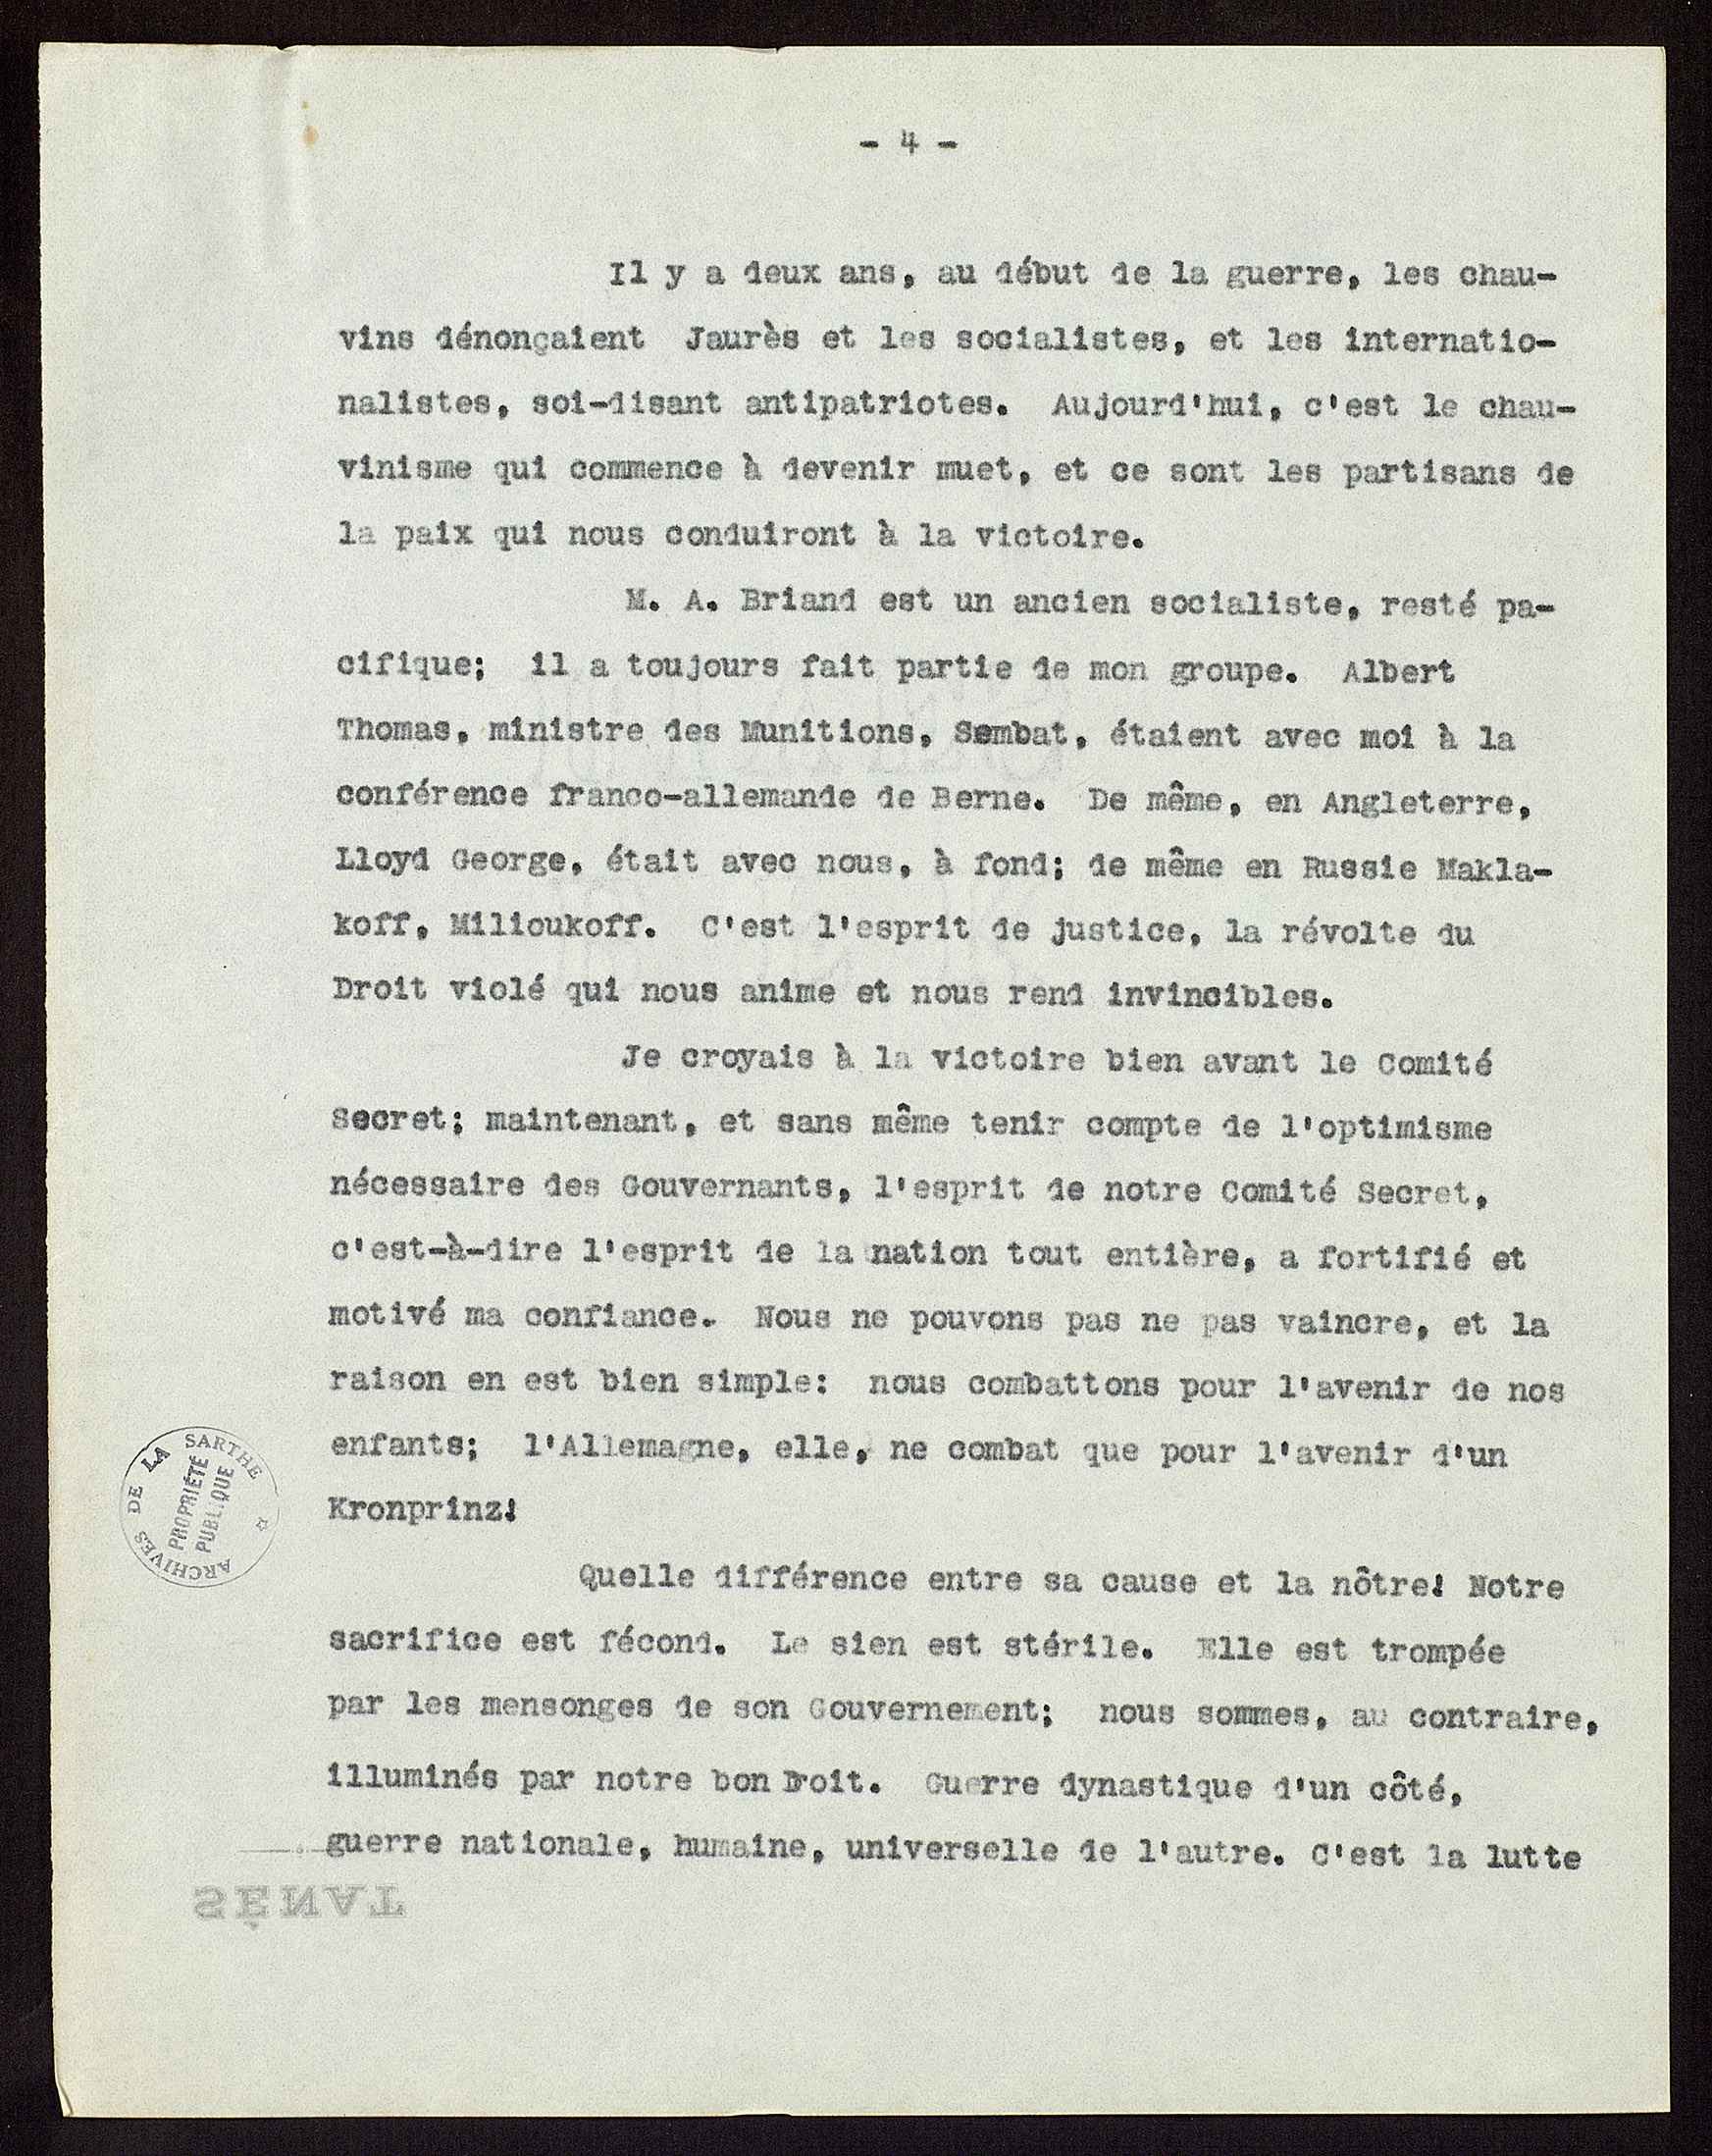 - 4 -
Il y a deux ans, au début de la guerre, les chau-
vins dénonçaient Jaurès et les socialistes, et les internatio-
nalistes, soi-disant antipatriotes. Aujourd'hui, c'est le chau-
vinisme qui commence à devenir muet, et ce sont les partisans de
la paix qui nous conduiront à la victoire.
M. A. Briand est un ancien socialiste, resté pa-
cifique; il a toujours fait partie de mon groupe. Albert
Thomas, ministre des Munitions, Sembat, étaient avec moi à la
conférence franco-allemande de Berne. De même, en Angleterre,
Lloyd George, était avec nous, à fond; de même en Russie Makla-
koff, Milioukoff. C'est l'esprit de justice, la révolte du
Droit violé qui nous anime et nous rend invincibles.
Je croyais à la victoire bien avant le Comité
Secret; maintenant, et sans même tenir compte de l'optimisme
nécessaire des Gouvernants, l'esprit de notre Comité Secret,
c'est-à-dire l'esprit de la nation tout entière, a fortifié et
motivé ma confiance. Nous ne pouvons pas ne pas vaincre, et la
raison en est bien simple: nous combattons pour l'avenir de nos
enfants; l'Allemagne, elle, ne combat que pour l'avenir d'un
Kronprinz!
Quelle différence entre sa cause et la nôtre! Notre
sacrifice est fécond. Le sien est stérile. Elle est trompée
par les mensonges de son Gouvernement; nous sommes, au contraire,
illuminés par notre bon Droit. Guerre dynastique d'un côté,
guerre nationale, humaine, universelle de l'autre. C'est la lutte
SÉNAT
ARCHIVES DE LA SARTHE
PROPRIÉTÉ
PUBLIQUE